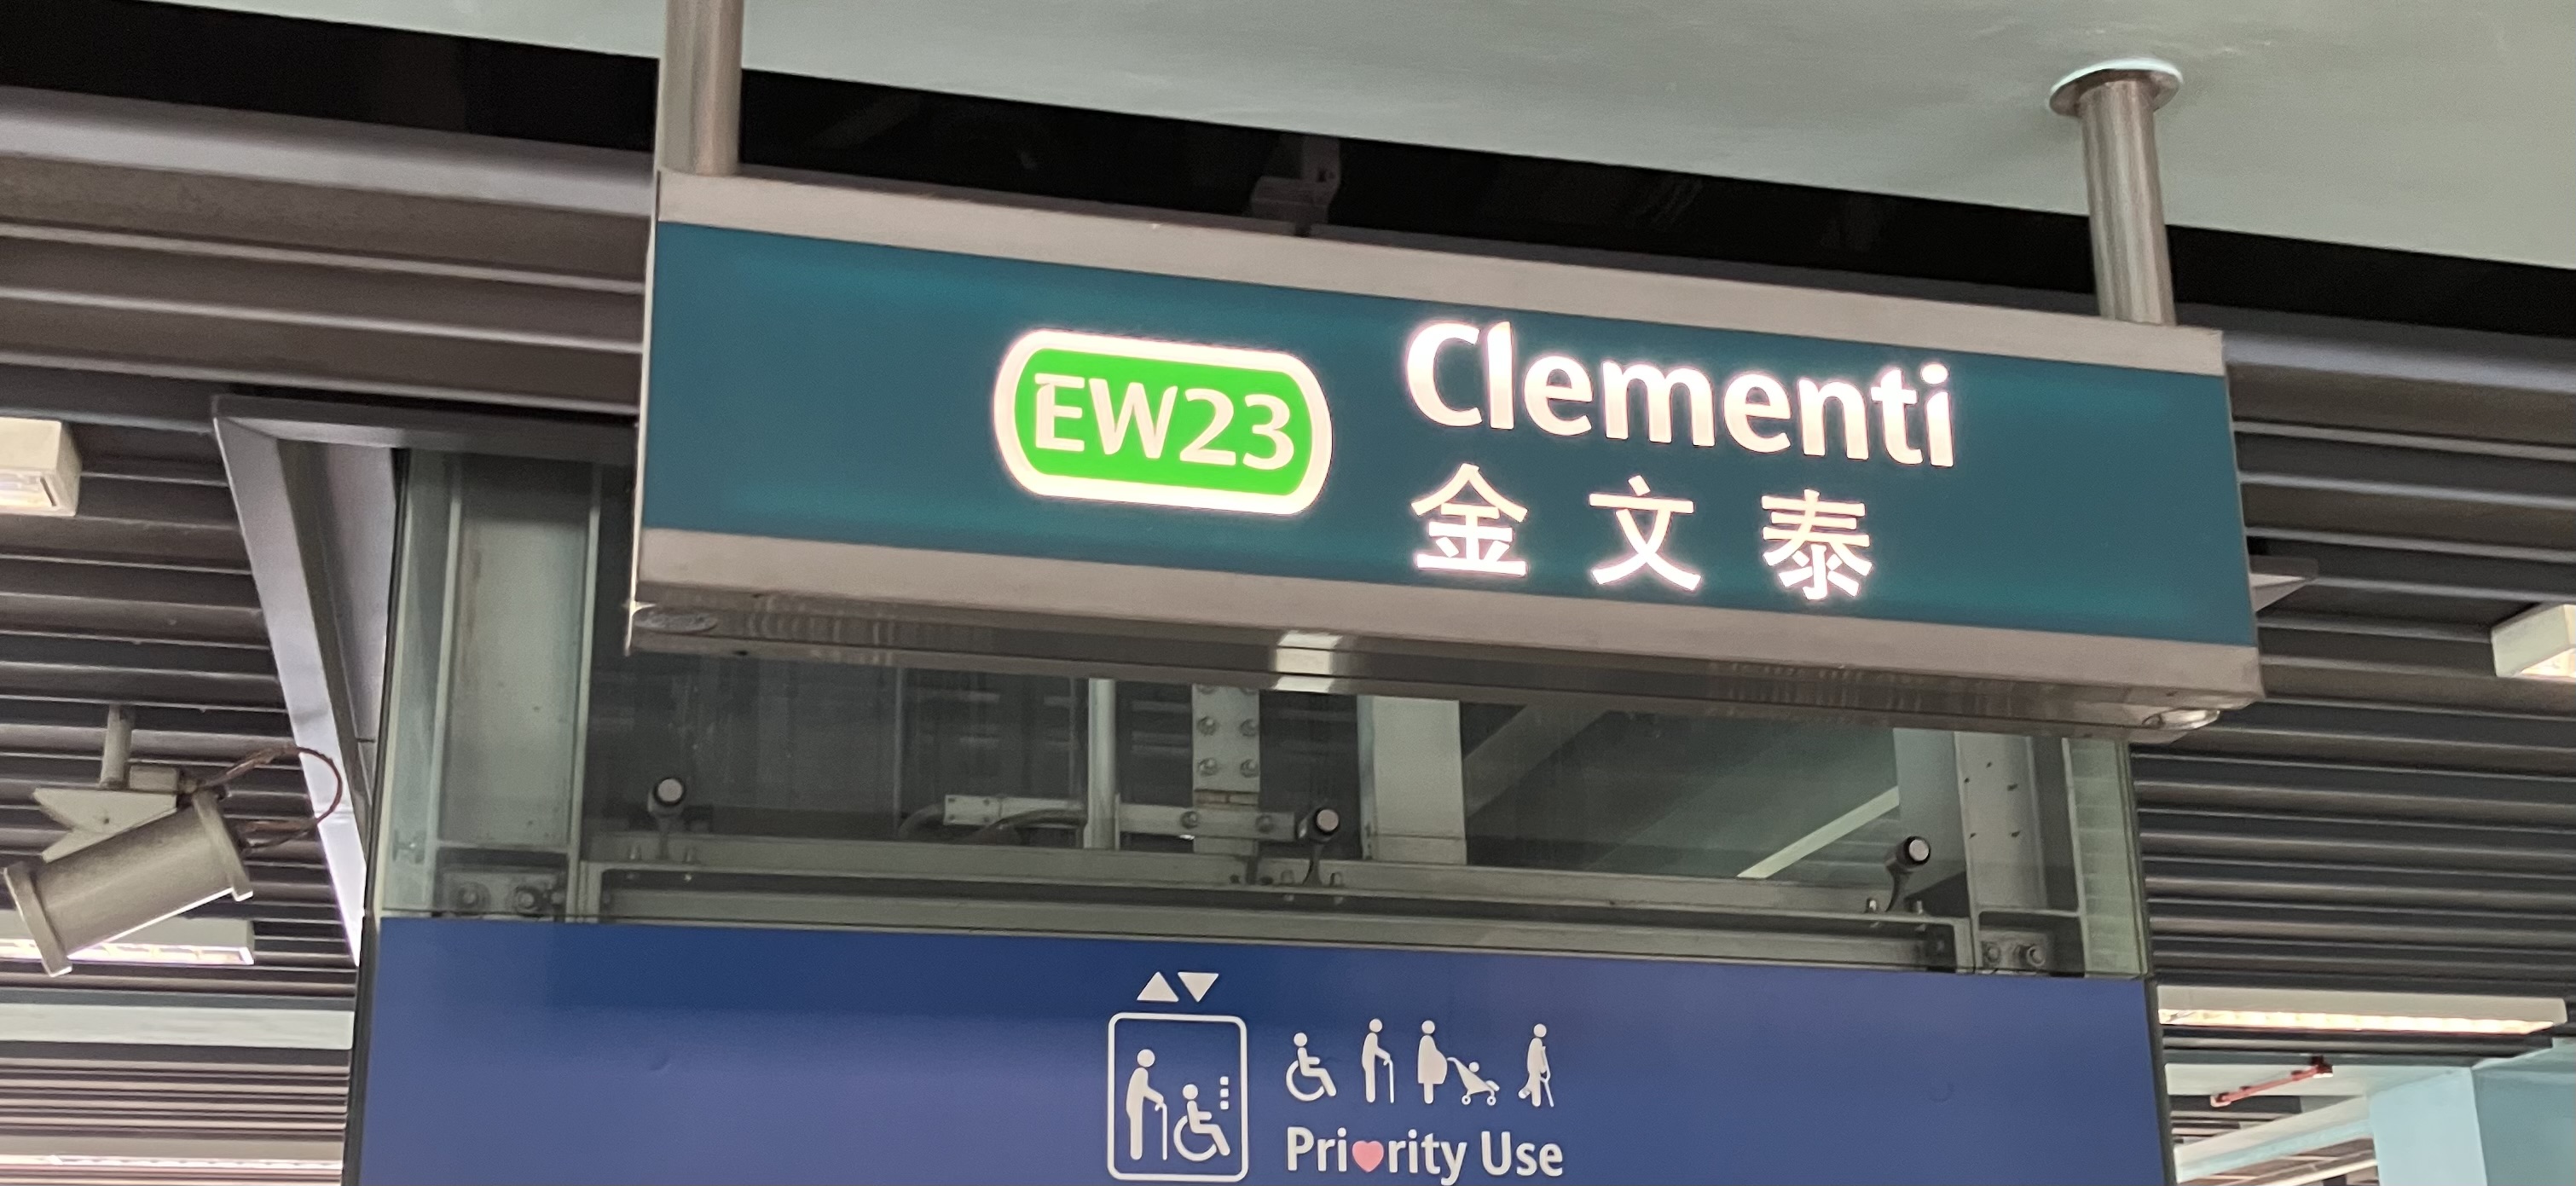 EW23
Clementi
金文泰
Priority Use